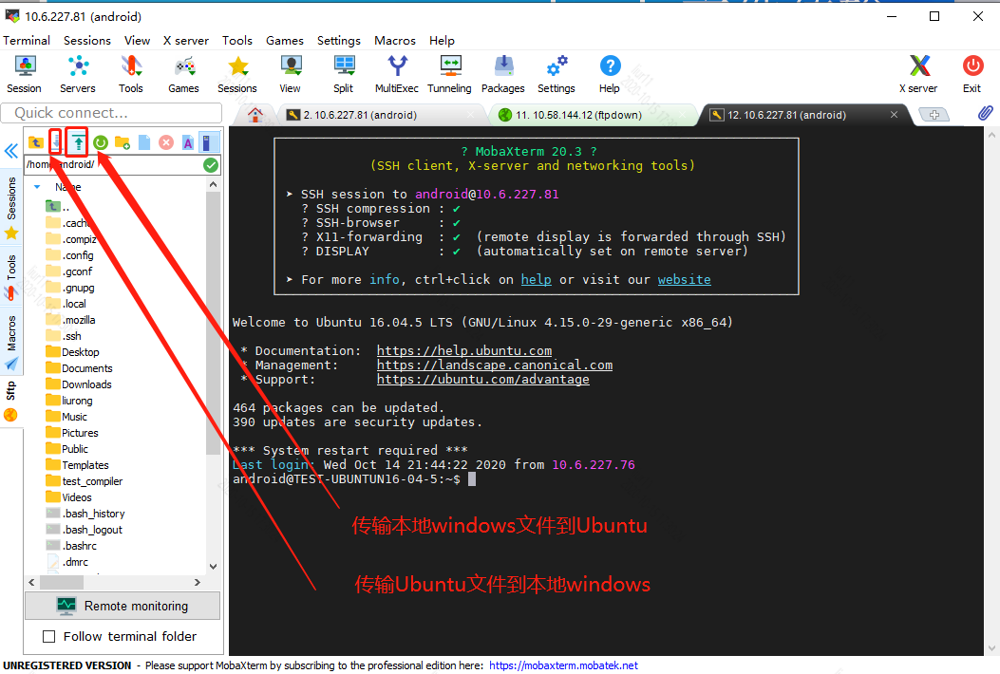 10.6.227.81 (android)
Terminal Sessions View X server Tools Games Settings Macros Help
Session Servers Tools Games Sessions View Split MultiExec Tunneling Packages Settings Help X server Exit
Quick connect...
2. 10.6.227.81 (android)
11. 10.58.144.12 (ftpdown)
12. 10.6.227.81 (android)
/home/android/
Sessions
Tools
Macros
Sftp
Name
..
.cache
.compiz
.config
.gconf
.gnupg
.local
.mozilla
.ssh
Desktop
Documents
Downloads
liurong
Music
Pictures
Public
Templates
test_compiler
Videos
.bash_history
.bash_logout
.bashrc
.dmrc
Remote monitoring
Follow terminal folder
? MobaXterm 20.3 ?
(SSH client, X-server and networking tools)
➤ SSH session to android@10.6.227.81
? SSH compression : ✔
? SSH-browser : ✔
? X11-forwarding : ✔ (remote display is forwarded through SSH)
? DISPLAY : ✔ (automatically set on remote server)
➤ For more info, ctrl+click on help or visit our website
Welcome to Ubuntu 16.04.5 LTS (GNU/Linux 4.15.0-29-generic x86_64)
* Documentation: https://help.ubuntu.com
* Management: https://landscape.canonical.com
* Support: https://ubuntu.com/advantage
464 packages can be updated.
390 updates are security updates.
*** System restart required ***
Last login: Wed Oct 14 21:44:22 2020 from 10.6.227.76
android@TEST-UBUNTUN16-04-5:~$
传输本地windows文件到Ubuntu
传输Ubuntu文件到本地windows
UNREGISTERED VERSION - Please support MobaXterm by subscribing to the professional edition here: https://mobaxterm.mobatek.net